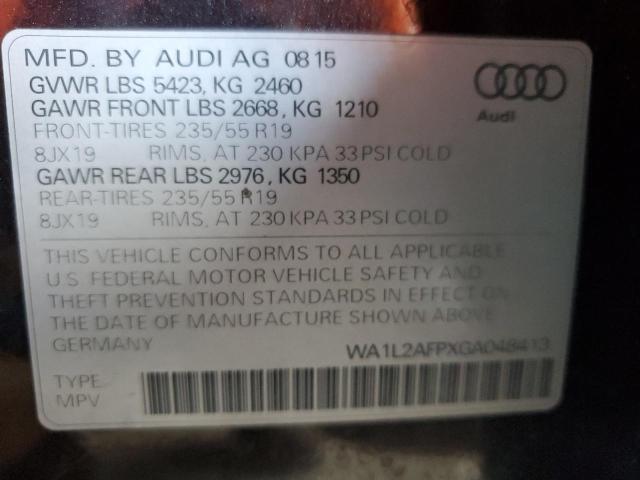 MFD. BY AUDI AG 08 15
GVWR LBS 5423, KG 2460
GAWR FRONT LBS 2668, KG 1210
FRONT-TIRES 235/55 R19
8JX19 RIMS, AT 230 KPA 33 PSI COLD
GAWR REAR LBS 2976, KG 1350
REAR-TIRES 235/55 R19
8JX19 RIMS, AT 230 KPA 33 PSI COLD
Audi
THIS VEHICLE CONFORMS TO ALL APPLICABLE
U.S. FEDERAL MOTOR VEHICLE SAFETY AND
THEFT PREVENTION STANDARDS IN EFFECT ON
THE DATE OF MANUFACTURE SHOWN ABOVE
GERMANY WA1L2AFPXGA048413
TYPE
MPV